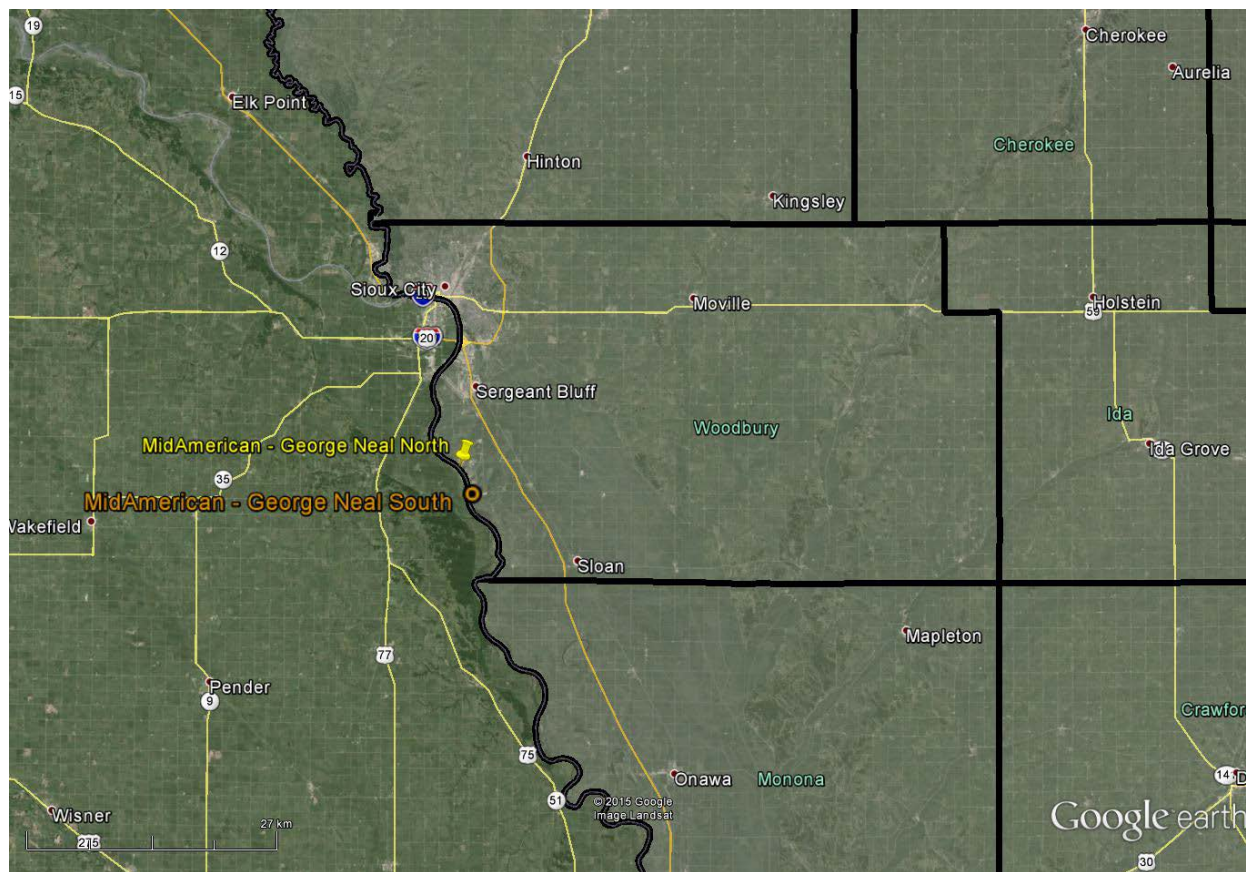 19
Cherokee
Aurelia
15
Elk Point
Cherokee
Hinton
Kingsley
12
Sioux City
Moville
Holstein
59
20
Sergeant Bluff
Ida
Woodbury
MidAmerican - George Neal North
Ida Grove
35
MidAmerican - George Neal South
Wakefield
Sloan
Mapleton
77
Pender
9
Crawfor
75
Onawa
Monona
14
D
51
© 2015 Google
Image Landsat
Wisner
27 km
Google earth
275
30